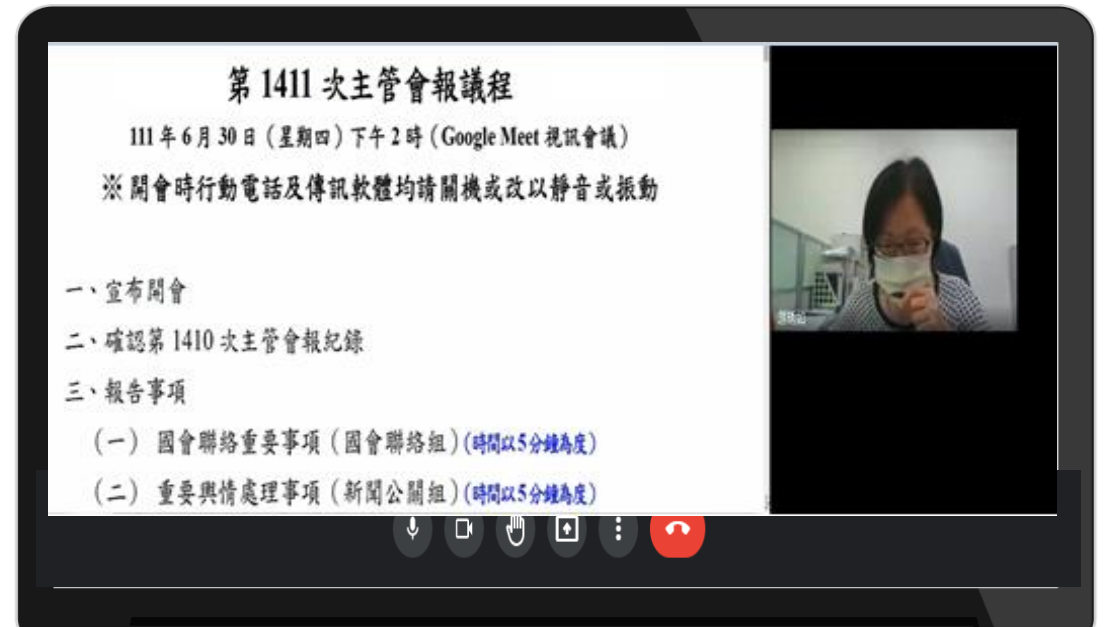 第 1411 次主管會報議程
111 年 6 月 30 日（星期四）下午 2 時（Google Meet 視訊會議）
※ 開會時行動電話及傳訊軟體均請關機或改以靜音或振動
一、宣布開會
二、確認第 1410 次主管會報紀錄
三、報告事項
（一） 國會聯絡重要事項（國會聯絡組）(時間以5分鐘為度)
（二） 重要輿情處理事項（新聞公關組）(時間以5分鐘為度)